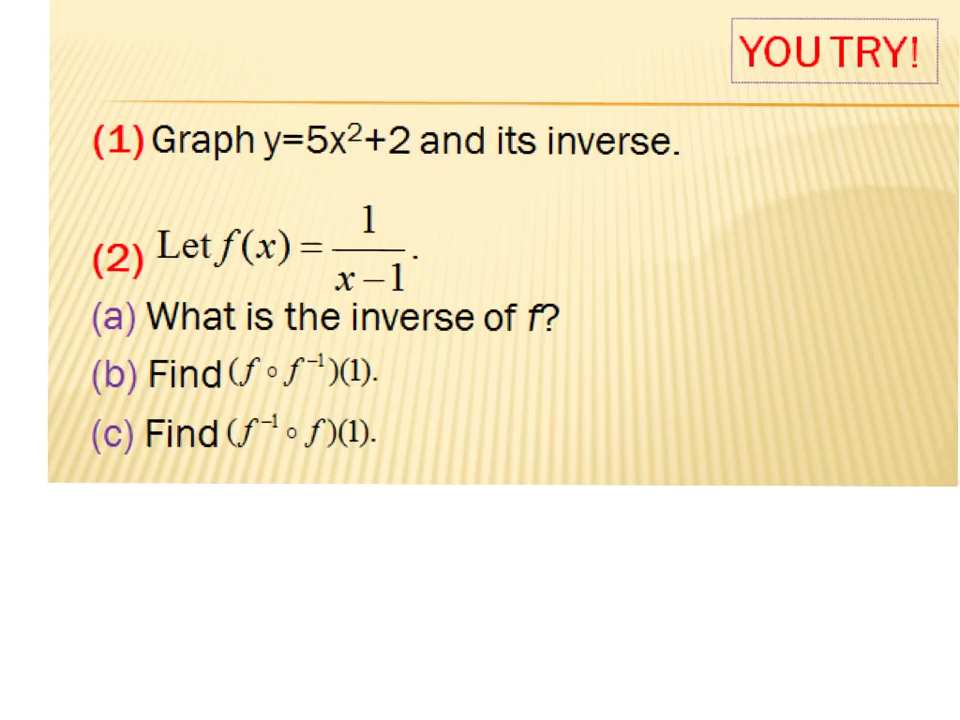 YOU TRY!
(1) Graph y=5x²+2 and its inverse.
(2) Let f(x) = 1/(x−1).
(a) What is the inverse of f?
(b) Find (f ∘ f⁻¹)(1).
(c) Find (f⁻¹ ∘ f)(1).